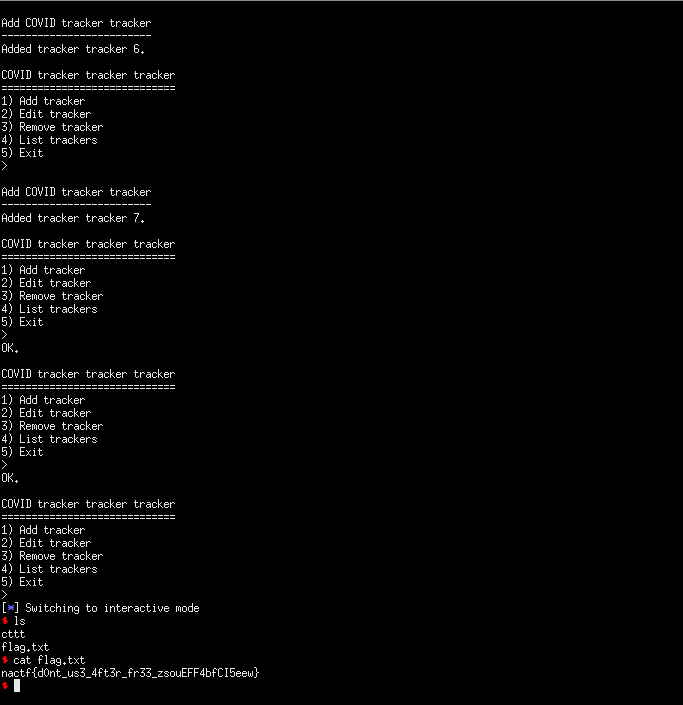 Add COVID tracker tracker
-------------------------
Added tracker tracker 6.
COVID tracker tracker tracker
=============================
1) Add tracker
2) Edit tracker
3) Remove tracker
4) List trackers
5) Exit
>
Add COVID tracker tracker
-------------------------
Added tracker tracker 7.
COVID tracker tracker tracker
=============================
1) Add tracker
2) Edit tracker
3) Remove tracker
4) List trackers
5) Exit
>
OK.
COVID tracker tracker tracker
=============================
1) Add tracker
2) Edit tracker
3) Remove tracker
4) List trackers
5) Exit
>
OK.
COVID tracker tracker tracker
=============================
1) Add tracker
2) Edit tracker
3) Remove tracker
4) List trackers
5) Exit
>
[*] Switching to interactive mode
$ ls
cttt
flag.txt
$ cat flag.txt
nactf{d0nt_us3_4ft3r_fr33_zsouEFF4bfCI5eew}
$